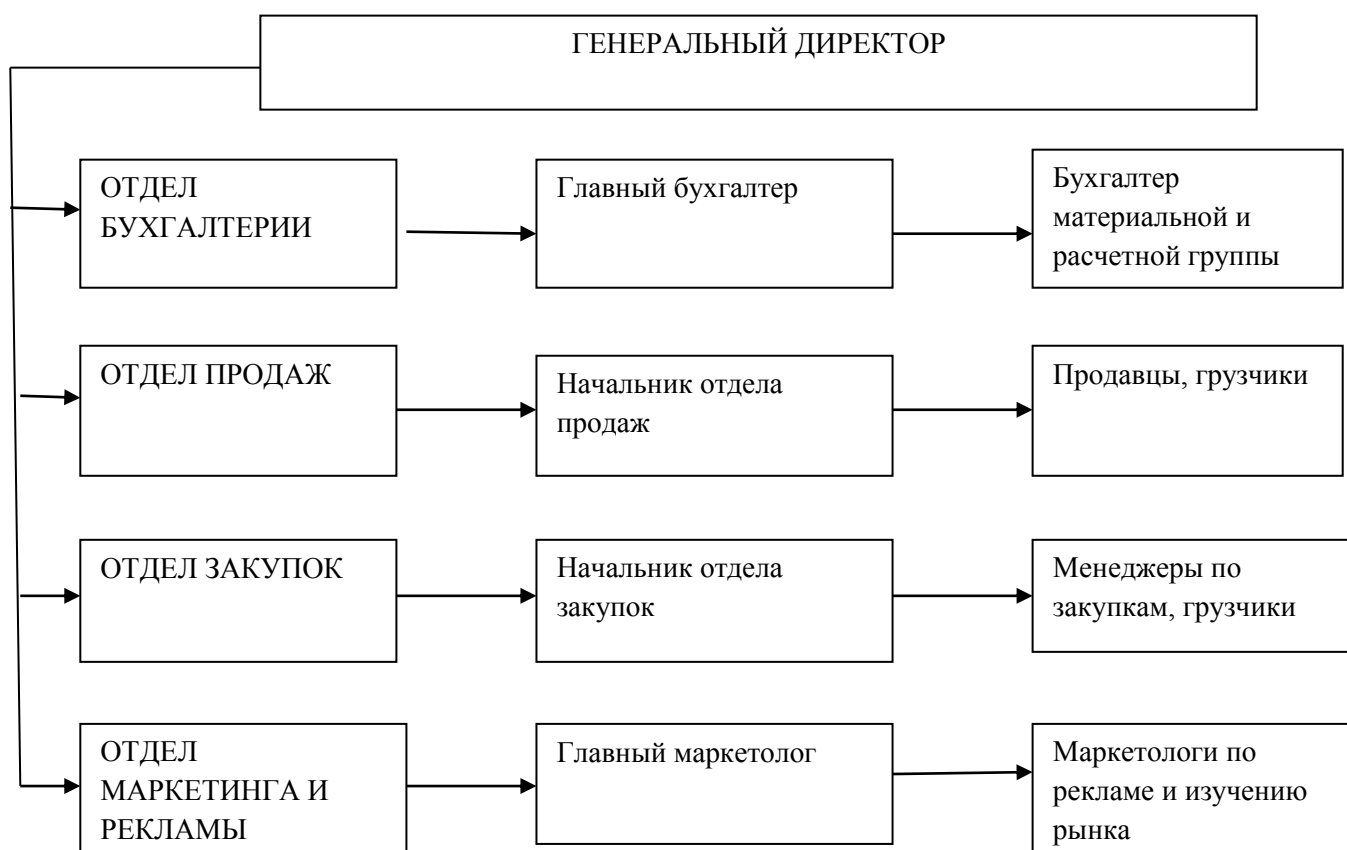 ГЕНЕРАЛЬНЫЙ ДИРЕКТОР
ОТДЕЛ
БУХГАЛТЕРИИ
Главный бухгалтер
Бухгалтер
материальной и
расчетной группы
ОТДЕЛ ПРОДАЖ
Начальник отдела
продаж
Продавцы, грузчики
ОТДЕЛ ЗАКУПОК
Начальник отдела
закупок
Менеджеры по
закупкам, грузчики
ОТДЕЛ
МАРКЕТИНГА И
РЕКЛАМЫ
Главный маркетолог
Маркетологи по
рекламе и изучению
рынка